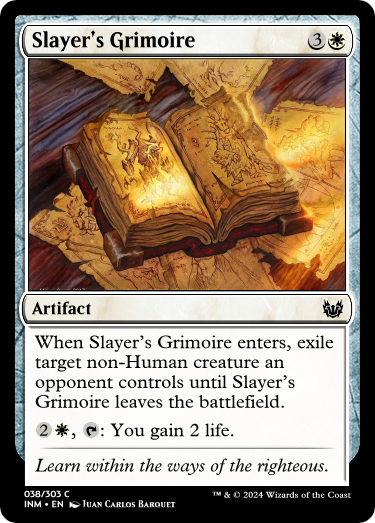 Slayer's Grimoire 3
Artifact
When Slayer's Grimoire enters, exile
target non-Human creature an
opponent controls until Slayer's
Grimoire leaves the battlefield.
2, : You gain 2 life.
Learn within the ways of the righteous.
038/303 C
INM • EN Juan Carlos Barquet
™ & © 2024 Wizards of the Coast